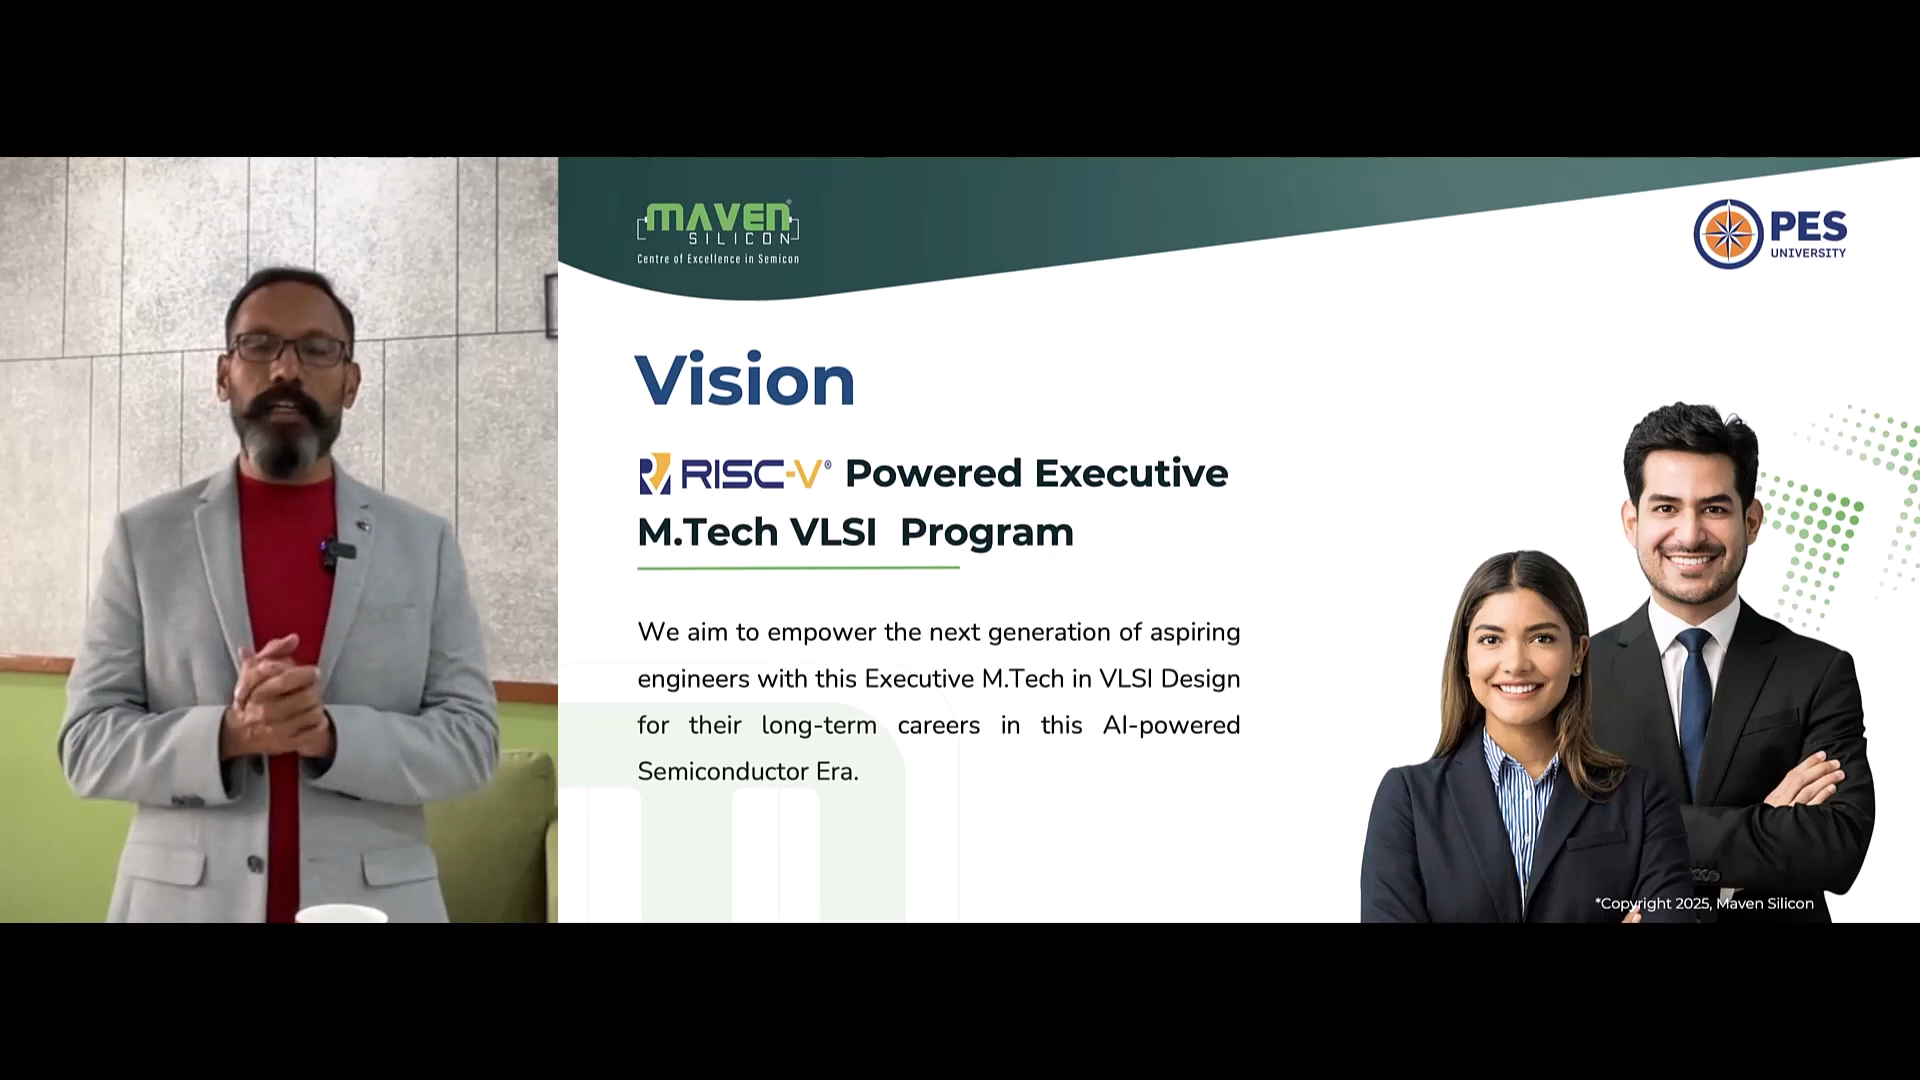 MAVEN®
SILICON
Centre of Excellence in Semicon
PES
UNIVERSITY
Vision
RISC-V® Powered Executive
M.Tech VLSI Program
We aim to empower the next generation of aspiring
engineers with this Executive M.Tech in VLSI Design
for their long-term careers in this AI-powered
Semiconductor Era.
*Copyright 2025, Maven Silicon